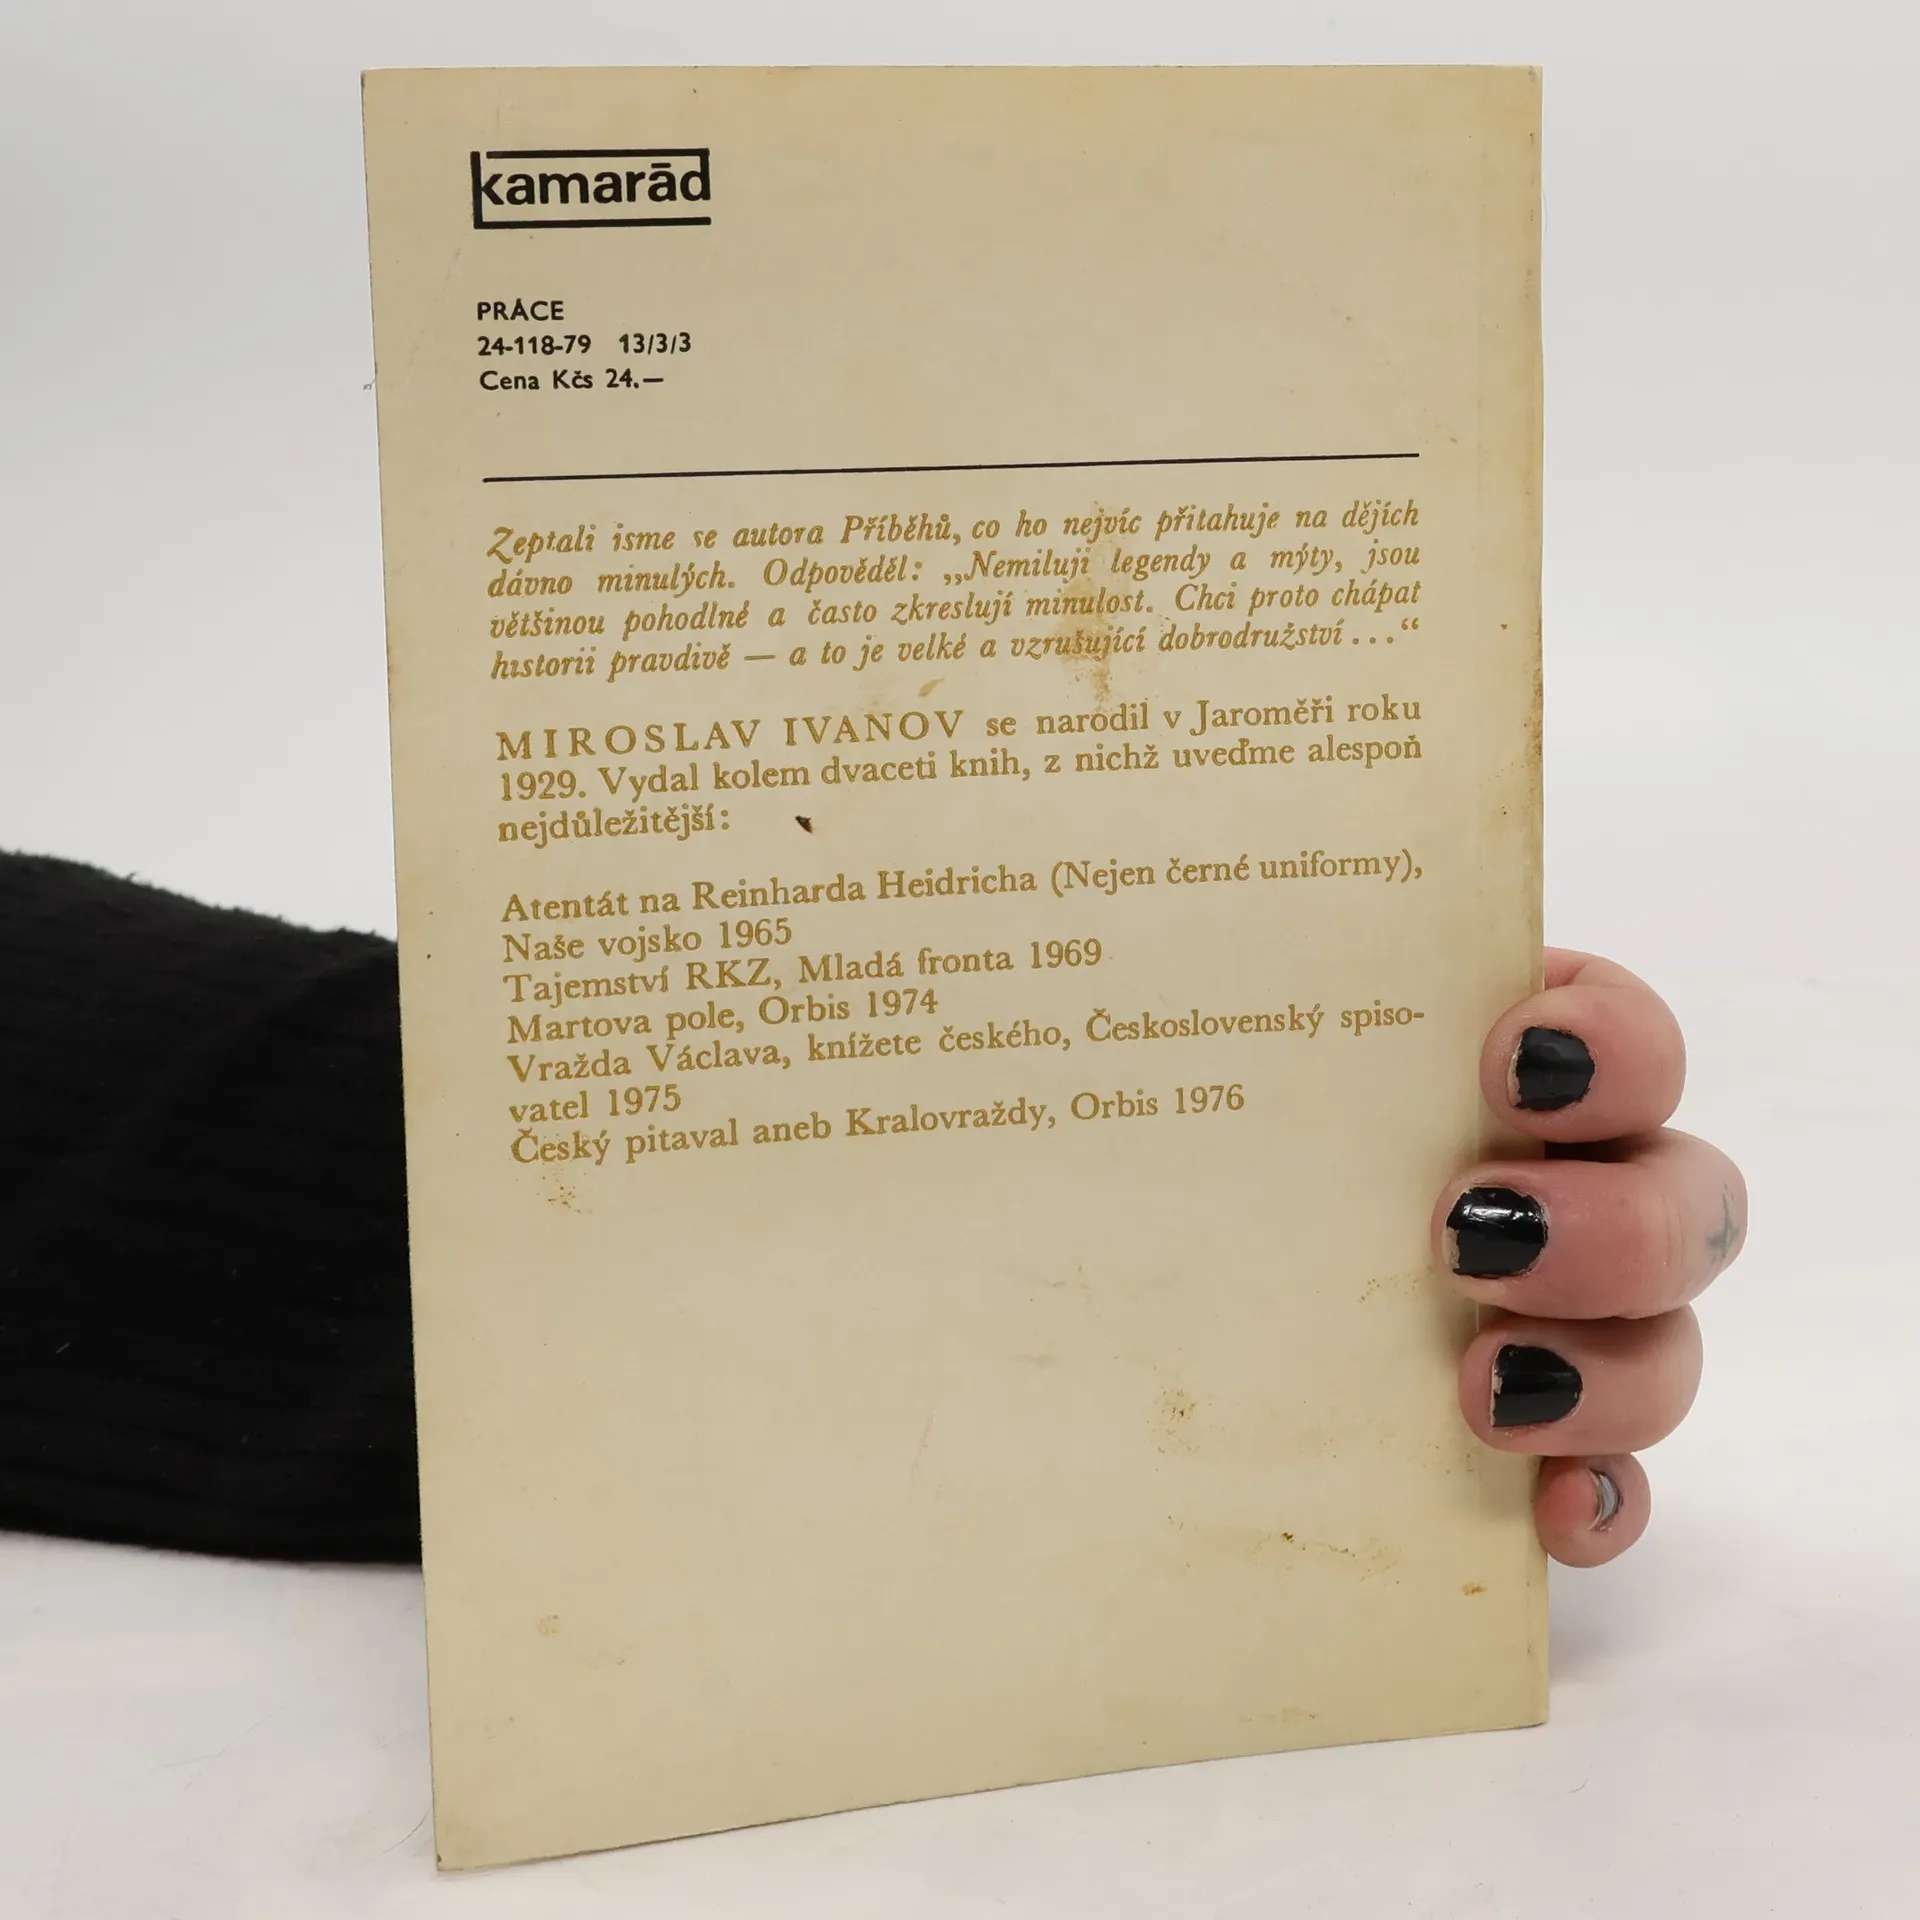 kamarād
PRÁCE
24-118-79 13/3/3
Cena Kčs 24.—
Zeptali jsme se autora Příběhů, co ho nejvíc přitahuje na dějích
dávno minulých. Odpověděl: „Nemiluji legendy a mýty, jsou
většinou pohodlné a často zkreslují minulost. Chci proto chápat
historii pravdivě — a to je velké a vzrušující dobrodružství..."
MIROSLAV IVANOV se narodil v Jaroměři roku
1929. Vydal kolem dvaceti knih, z nichž uveďme alespoň
nejdůležitější:
Atentát na Reinharda Heidricha (Nejen černé uniformy),
Naše vojsko 1965
Tajemství RKZ, Mladá fronta 1969
Martova pole, Orbis 1974
Vražda Václava, knížete českého, Československý spiso-
vatel 1975
Český pitaval aneb Kralovraždy, Orbis 1976